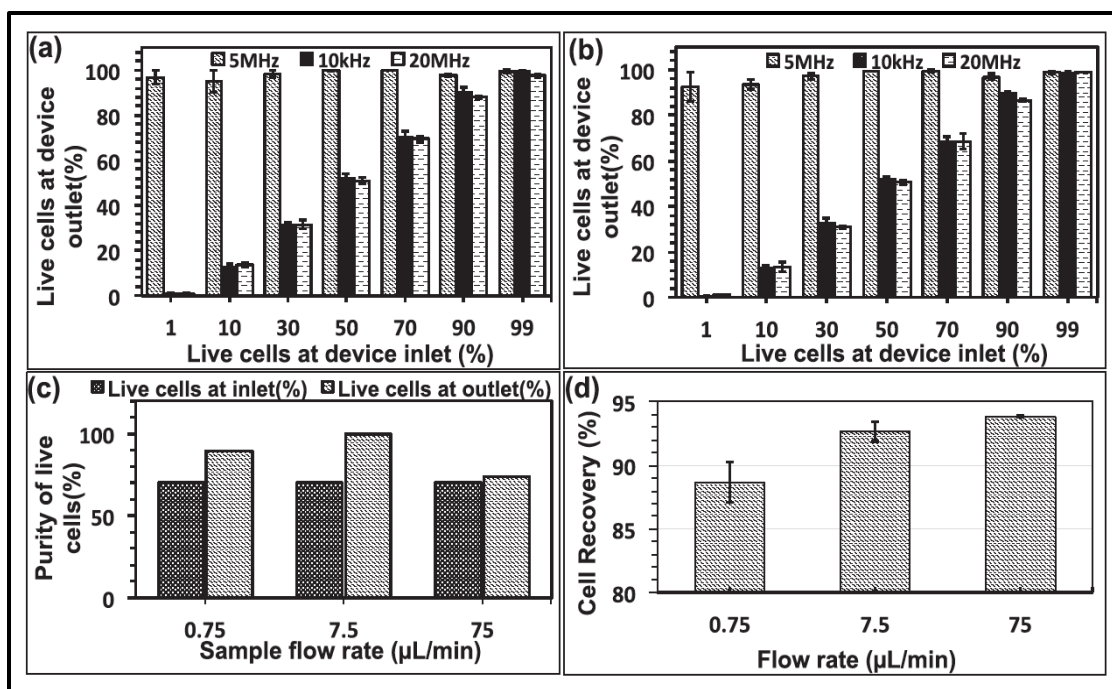 (a)
5MHz 10kHz 20MHz
Live cells at device
outlet(%)
100
80
60
40
20
0
1 10 30 50 70 90 99
Live cells at device inlet (%)
(b)
5MHz 10kHz 20MHz
Live cells at device
outlet(%)
100
80
60
40
20
0
1 10 30 50 70 90 99
Live cells at device inlet (%)
(c)
Live cells at inlet(%) Live cells at outlet(%)
Purity of live
cells(%)
100
50
0
0.75 7.5 75
Sample flow rate (µL/min)
(d)
Cell Recovery (%)
95
90
85
80
0.75 7.5 75
Flow rate (µL/min)